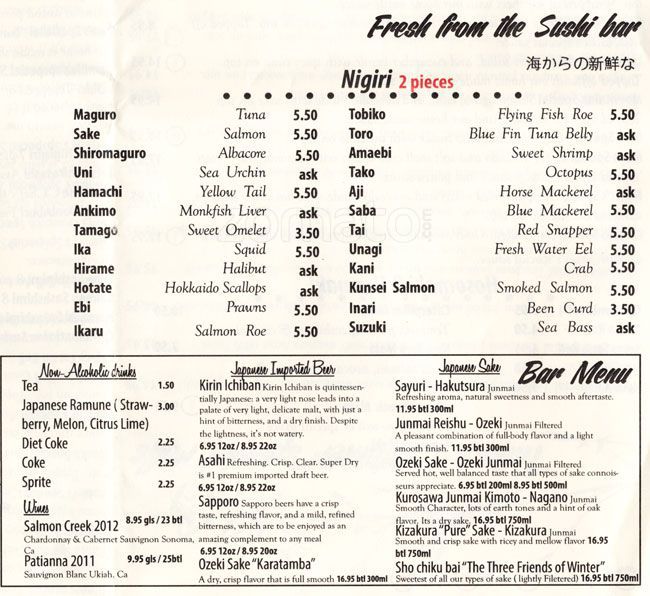 Fresh from the Sushi bar
海からの新鮮な
Nigiri 2 pieces
Maguro Tuna 5.50
Sake Salmon 5.50
Shiromaguro Albacore 5.50
Uni Sea Urchin ask
Hamachi Yellow Tail 5.50
Ankimo Monkfish Liver ask
Tamago Sweet Omelet 3.50
Ika Squid 5.50
Hirame Halibut ask
Hotate Hokkaido Scallops ask
Ebi Prawns 5.50
Ikaru Salmon Roe 5.50
Tobiko Flying Fish Roe 5.50
Toro Blue Fin Tuna Belly ask
Amaebi Sweet Shrimp ask
Tako Octopus 5.50
Aji Horse Mackerel ask
Saba Blue Mackerel 5.50
Tai Red Snapper 5.50
Unagi Fresh Water Eel 5.50
Kani Crab 5.50
Kunsei Salmon Smoked Salmon 5.50
Inari Been Curd 3.50
Suzuki Sea Bass ask
zomato.com
Bar Menu
Non-Alcoholic drinks
Tea 1.50
Japanese Ramune ( Straw- 3.00
berry, Melon, Citrus Lime)
Diet Coke 2.25
Coke 2.25
Sprite 2.25
Wines
Salmon Creek 2012 8.95 gls / 23 btl
Chardonnay & Cabernet Sauvignon Sonoma,
Ca
Patianna 2011 9.95 gls / 25btl
Sauvignon Blanc Ukiah, Ca
Japanese Imported Beer
Kirin Ichiban Kirin Ichiban is quintessen-
tially Japanese: a very light nose leads into a
palate of very light, delicate malt, with just a
hint of bitterness, and a dry finish. Despite
the lightness, it's not watery.
6.95 12oz / 8.95 22oz
Asahi Refreshing. Crisp. Clear. Super Dry
is #1 premium imported draft beer.
6.95 12oz / 8.95 22oz
Sapporo Sapporo beers have a crisp
taste, refreshing flavor, and a mild, refined
bitterness, which are to be enjoyed as an
amazing complement to any meal
6.95 12oz / 8.95 20oz
Ozeki Sake "Karatamba"
A dry, crisp flavor that is full smooth 16.95 btl 300ml
Japanese Sake
Sayuri - Hakutsura Junmai
Refreshing aroma, natural sweetness and smooth aftertaste.
11.95 btl 300ml
Junmai Reishu - Ozeki Junmai Filtered
A pleasant combination of full-body flavor and a light
smooth finish. 11.95 btl 300ml
Ozeki Sake - Ozeki Junmai Junmai Filtered
Served hot, well balanced taste that all types of sake connois-
seurs appreciate. 6.95 btl 200ml 8.95 btl 500ml
Kurosawa Junmai Kimoto - Nagano Junmai
Smooth Character, lots of earth tones and a hint of oak
flavor, Its a dry sake. 16.95 btl 750ml
Kizakura "Pure" Sake - Kizakura Junmai
Smooth and crisp sake with ricey and mellow flavor 16.95
btl 750ml
Sho chiku bai "The Three Friends of Winter"
Sweetest of all our types of sake ( lightly Filetered) 16.95 btl 750ml